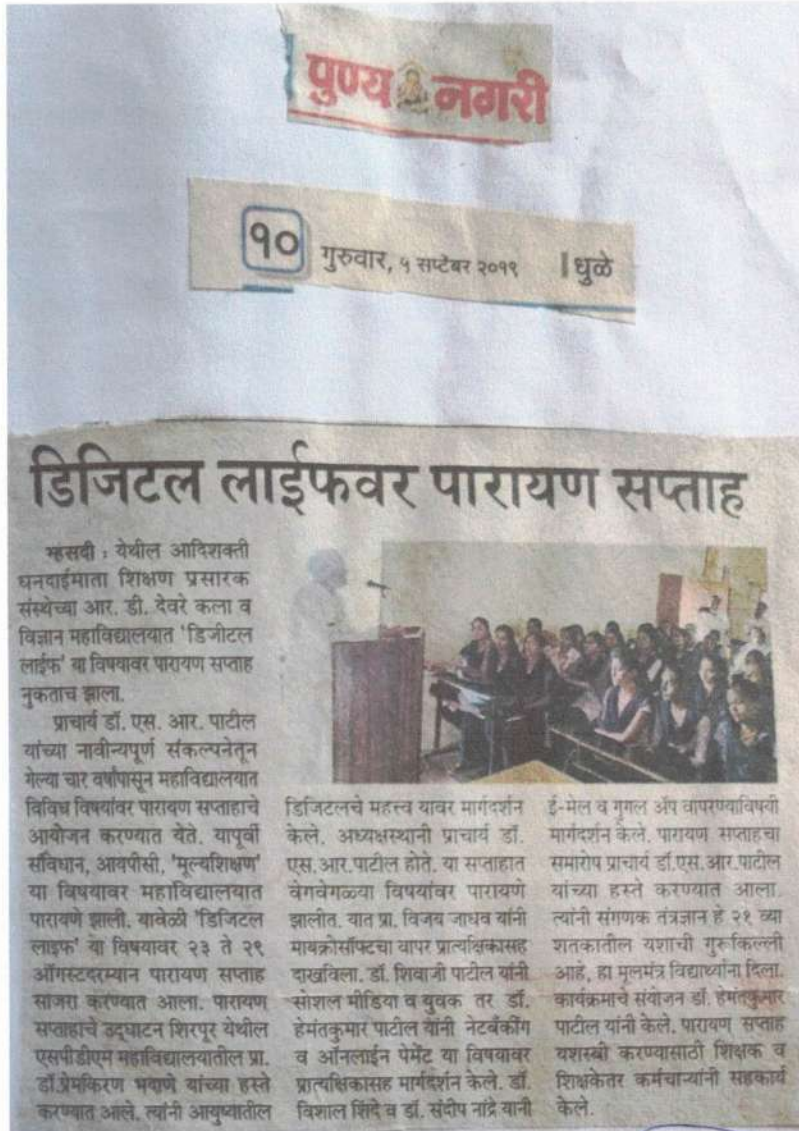 पुण्य नगरी
१०
गुरुवार, ५ सप्टेंबर २०१९
धुळे
डिजिटल लाईफवर पारायण सप्ताह
म्हसदी : येथील आदिशक्ती
धनदाईमाता शिक्षण प्रसारक
संस्थेच्या आर. डी. देवरे कला व
विज्ञान महाविद्यालयात 'डिजीटल
लाईफ' या विषयावर पारायण सप्ताह
नुकताच झाला.
प्राचार्य डॉ. एस. आर. पाटील
यांच्या नावीन्यपूर्ण संकल्पनेतून
गेल्या चार वर्षांपासून महाविद्यालयात
विविध विषयांवर पारायण सप्ताहाचे
आयोजन करण्यात येते. यापूर्वी
संविधान, आयपीसी, 'मूल्यशिक्षण'
या विषयावर महाविद्यालयात
पारायणे झाली. यावेळी 'डिजिटल
लाइफ' या विषयावर २३ ते २९
ऑगस्टदरम्यान पारायण सप्ताह
साजरा करण्यात आला. पारायण
सप्ताहाचे उद्घाटन शिरपूर येथील
एसपीडीएम महाविद्यालयातील प्रा.
डॉ.प्रेमकिरण भयाणे यांच्या हस्ते
करण्यात आले. त्यांनी आयुष्यातील
डिजिटलचे महत्त्व यावर मार्गदर्शन
केले. अध्यक्षस्थानी प्राचार्य डॉ.
एस.आर.पाटील होते. या सप्ताहात
वेगवेगळ्या विषयांवर पारायणे
झालीत. यात प्रा. विजय जाधव यांनी
मायक्रोसॉफ्टचा वापर प्रात्यक्षिकासह
दाखविला. डॉ. शिवाजी पाटील यांनी
सोशल मीडिया व युवक तर डॉ.
हेमंतकुमार पाटील यांनी नेटबँकींग
व ऑनलाईन पेमेंट या विषयावर
प्रात्यक्षिकासह मार्गदर्शन केले. डॉ.
विशाल शिंदे व डॉ. संदीप नांद्रे यांनी
ई-मेल व गुगल ॲप वापरण्याविषयी
मार्गदर्शन केले. पारायण सप्ताहचा
समारोप प्राचार्य डॉ.एस.आर.पाटील
यांच्या हस्ते करण्यात आला.
त्यांनी संगणक तंत्रज्ञान हे २१ व्या
शतकातील यशाची गुरूकिल्ली
आहे, हा मूलमंत्र विद्यार्थ्यांना दिला.
कार्यक्रमाचे संयोजन डॉ. हेमंतकुमार
पाटील यांनी केले. पारायण सप्ताह
यशस्वी करण्यासाठी शिक्षक व
शिक्षकेतर कर्मचाऱ्यांनी सहकार्य
केले.